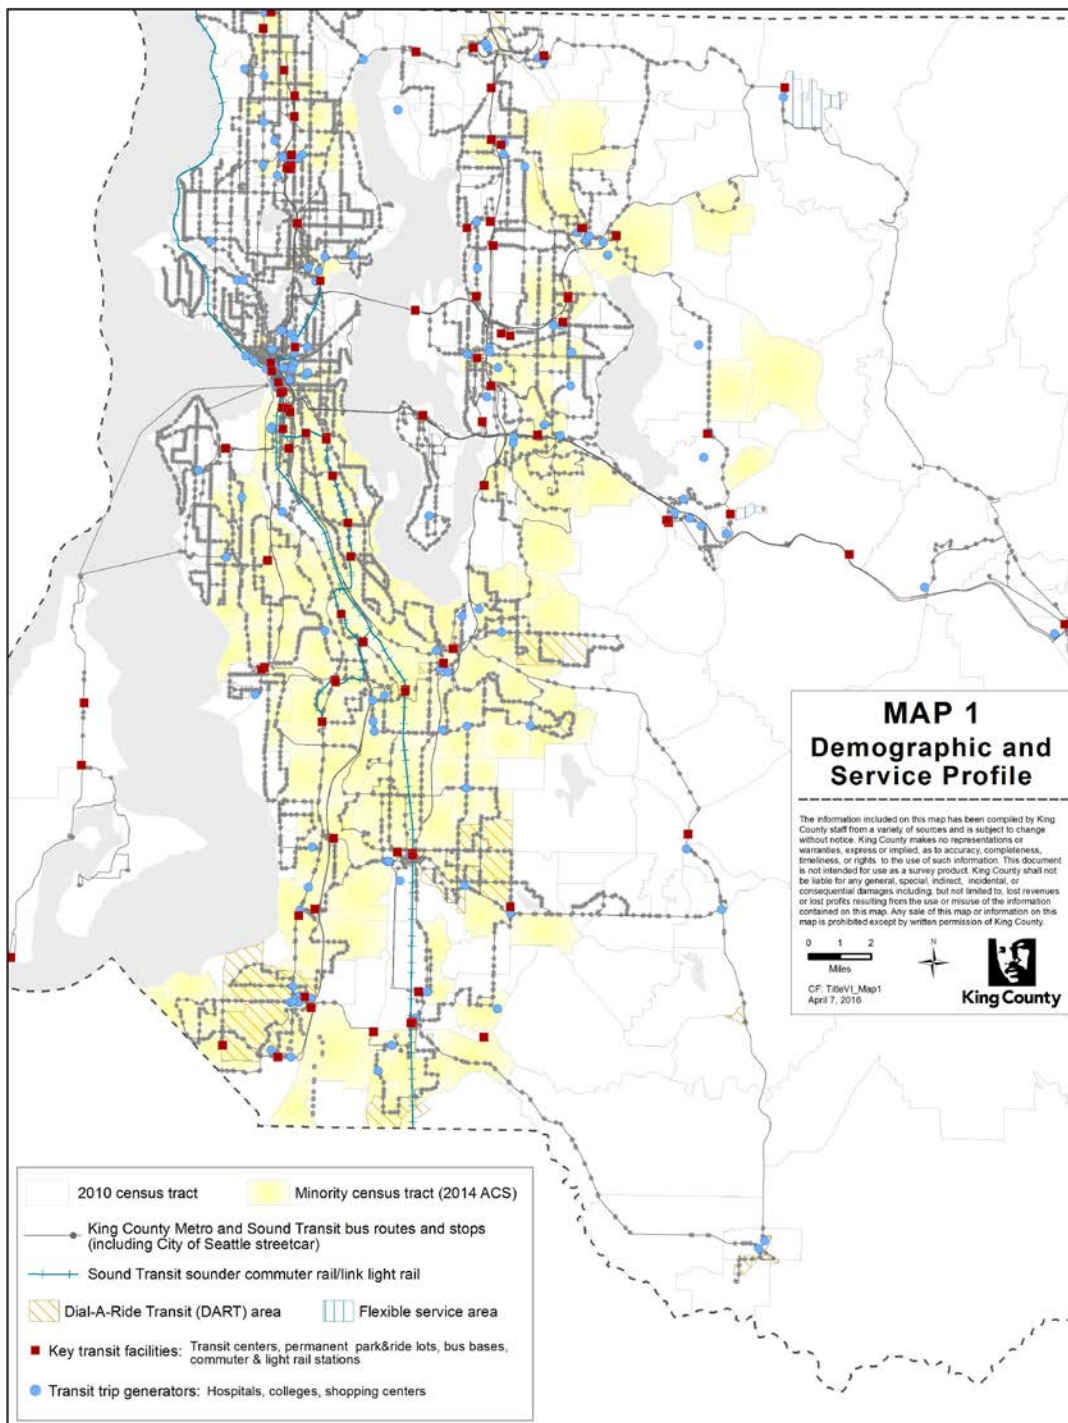 MAP 1
Demographic and
Service Profile
The information included on this map has been compiled by King
County staff from a variety of sources and is subject to change
without notice. King County makes no representations or
warranties, express or implied, as to accuracy, completeness,
timeliness, or rights to the use of such information. This document
is not intended for use as a survey product. King County shall not
be liable for any general, special, indirect, incidental, or
consequential damages including, but not limited to, lost revenues
or lost profits resulting from the use or misuse of the information
contained on this map. Any sale of this map or information on this
map is prohibited except by written permission of King County.
0 1 2
Miles
N
CF: TitleVI_Map1
April 7, 2016
King County
2010 census tract
Minority census tract (2014 ACS)
King County Metro and Sound Transit bus routes and stops
(including City of Seattle streetcar)
Sound Transit sounder commuter rail/link light rail
Dial-A-Ride Transit (DART) area
Flexible service area
Key transit facilities: Transit centers, permanent park&ride lots, bus bases,
commuter & light rail stations
Transit trip generators: Hospitals, colleges, shopping centers